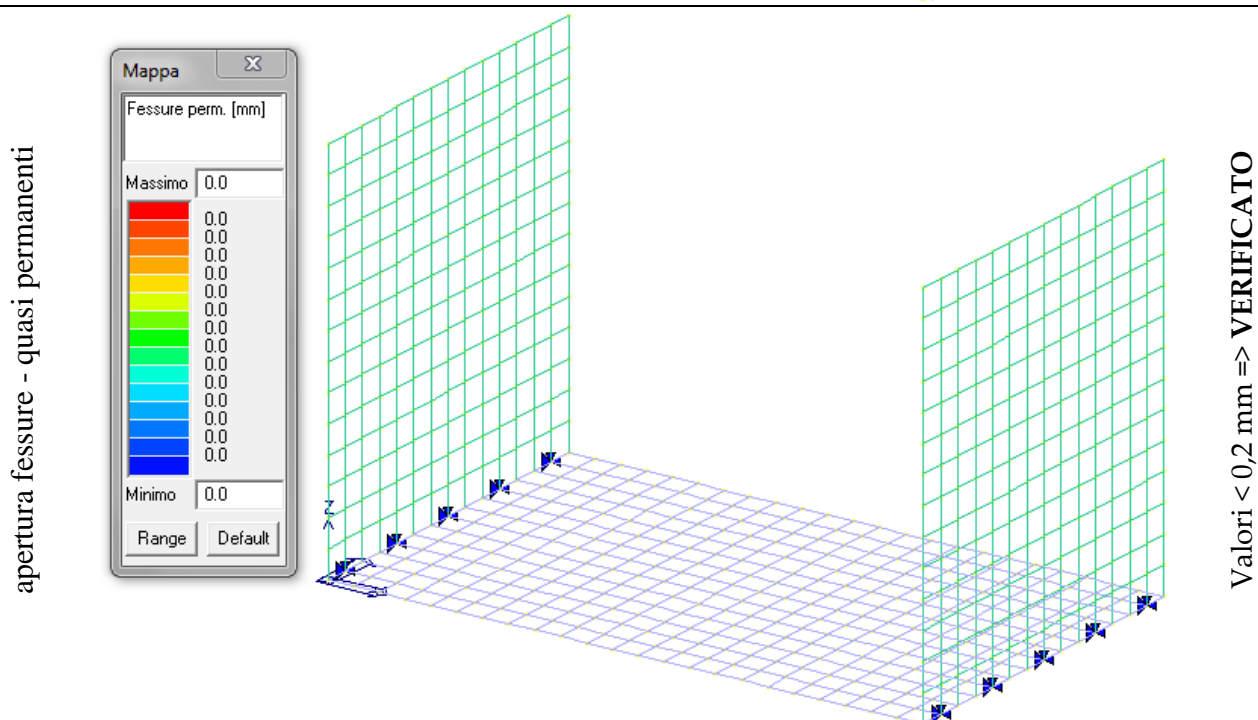 apertura fessure - quasi permanenti
Mappa
Fessure perm. [mm]
Massimo 0.0
0.0
0.0
0.0
0.0
0.0
0.0
0.0
0.0
0.0
0.0
0.0
0.0
0.0
0.0
Minimo 0.0
Range Default
Z
Valori < 0,2 mm => VERIFICATO